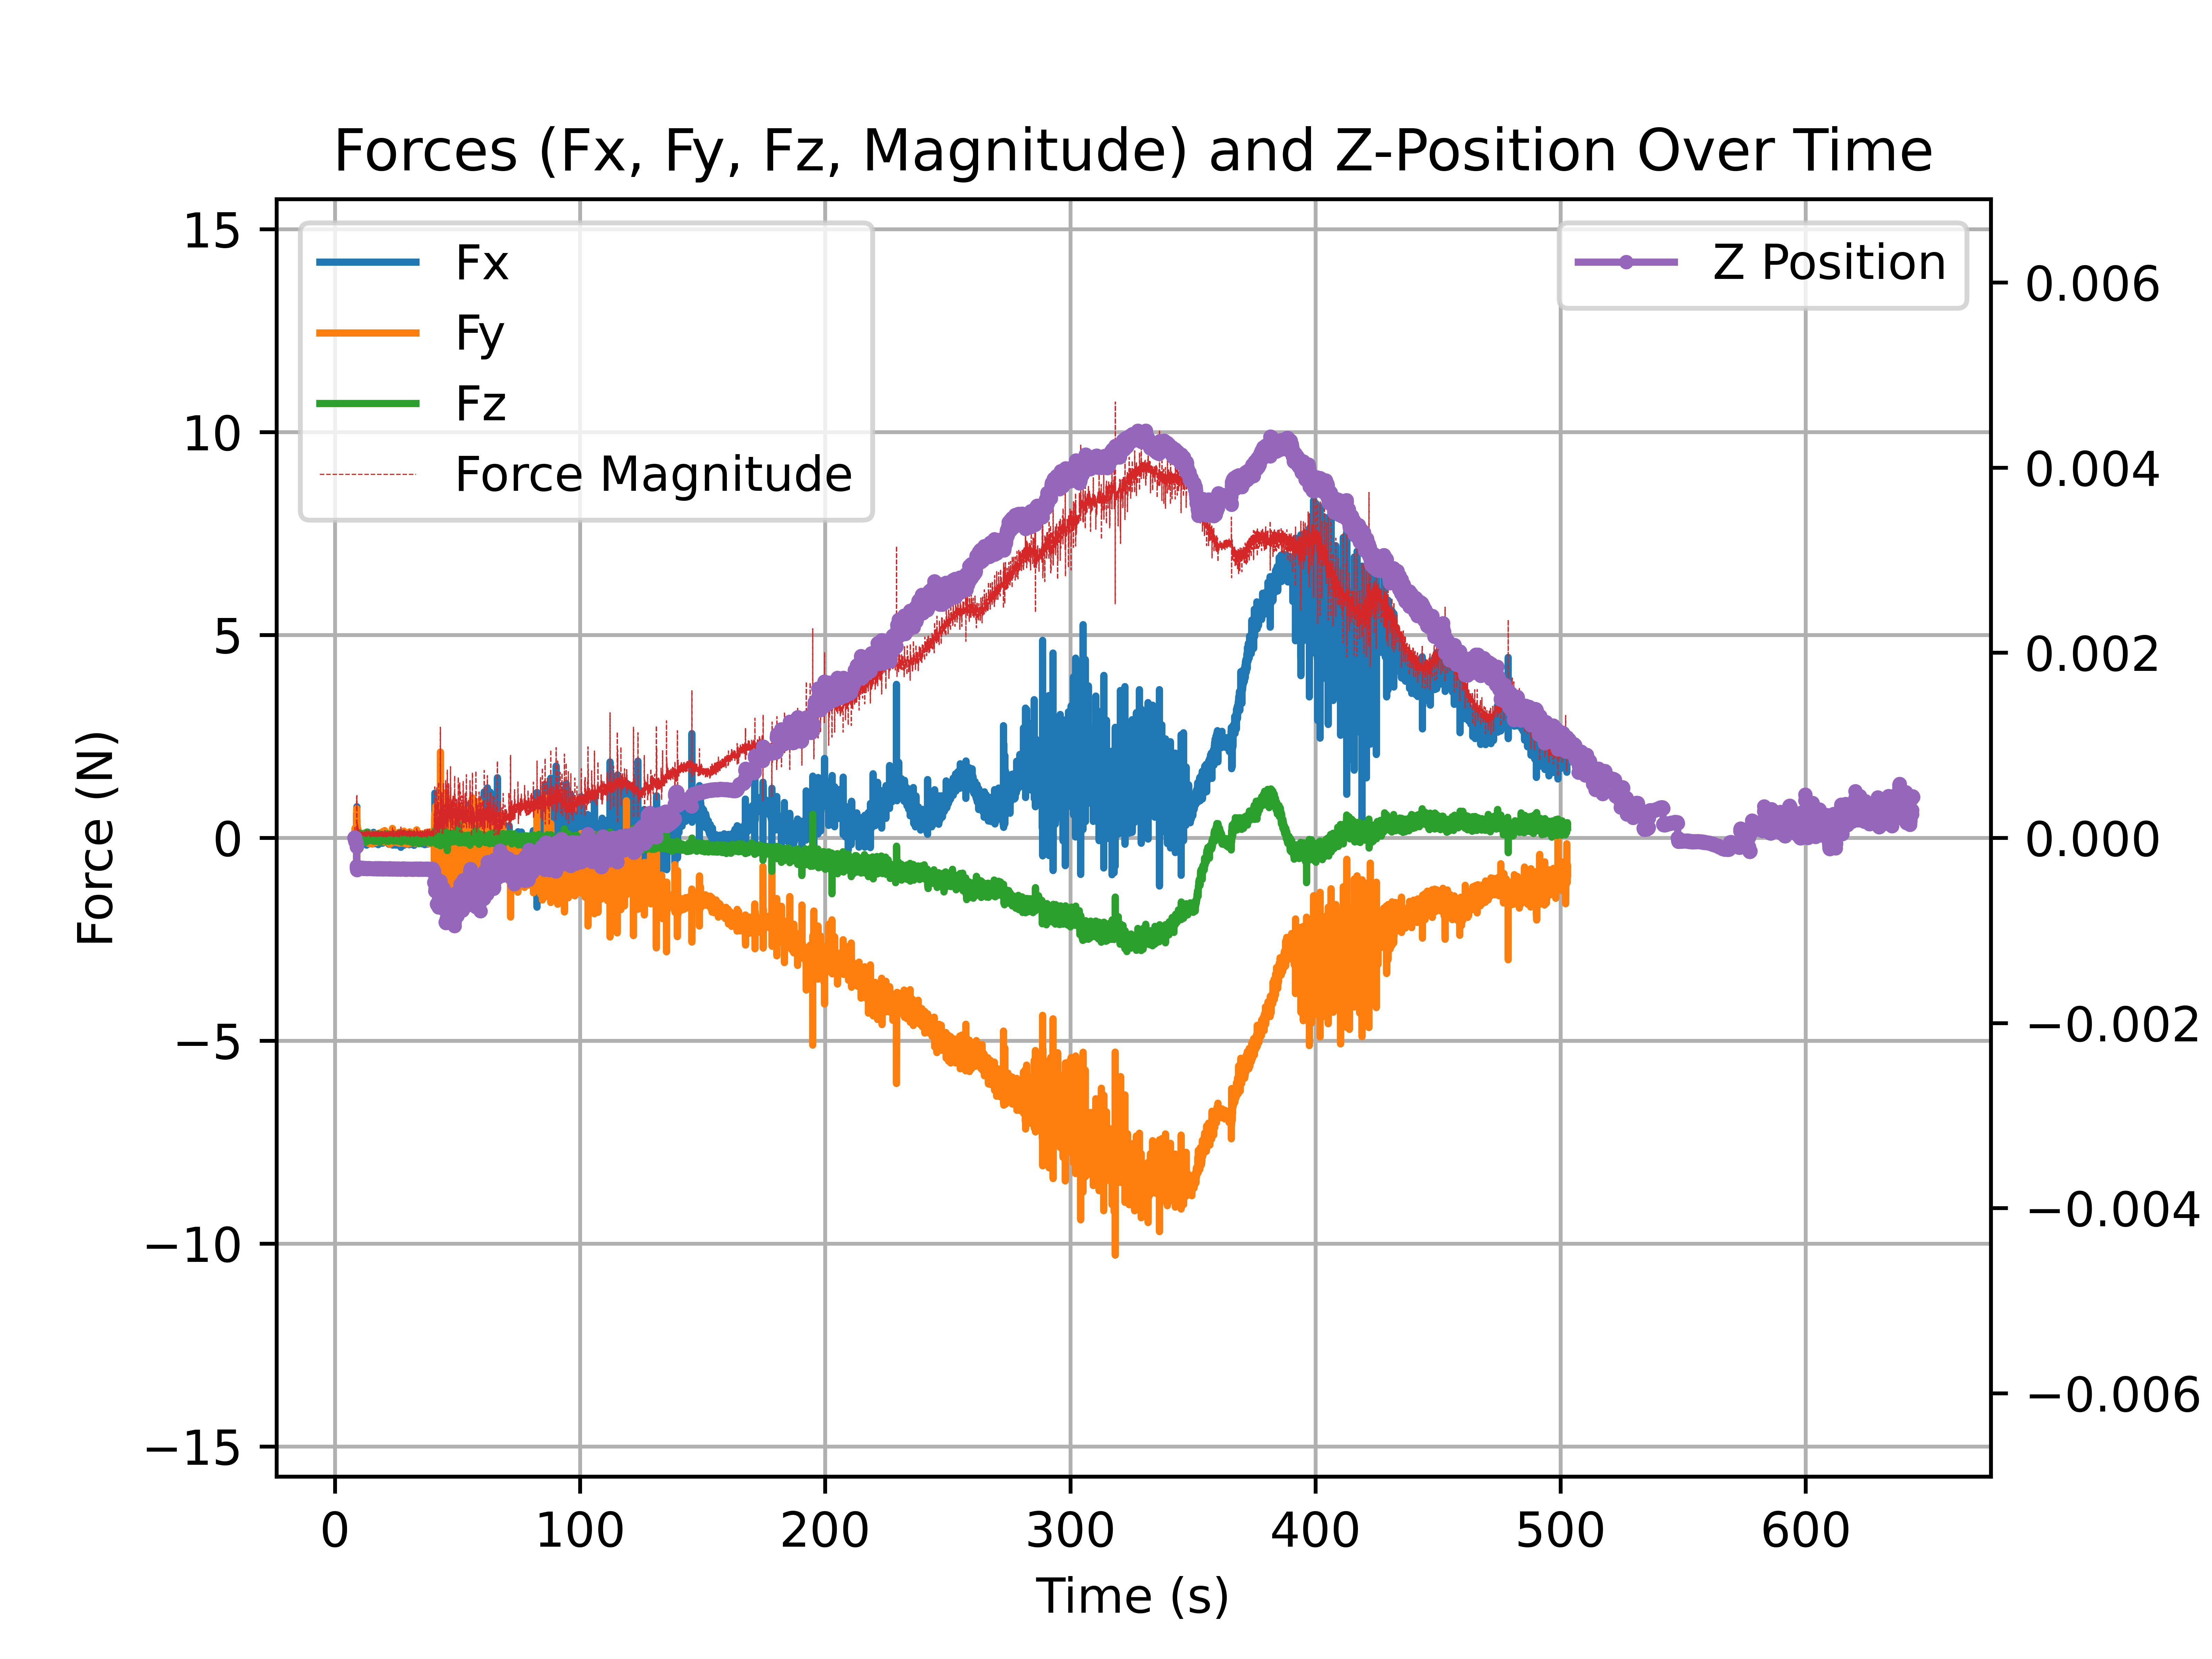 Forces (Fx, Fy, Fz, Magnitude) and Z-Position Over Time
Fx
Fy
Fz
Force Magnitude
Z Position
15
10
5
0
−5
−10
−15
Force (N)
0.006
0.004
0.002
0.000
−0.002
−0.004
−0.006
0 100 200 300 400 500 600
Time (s)